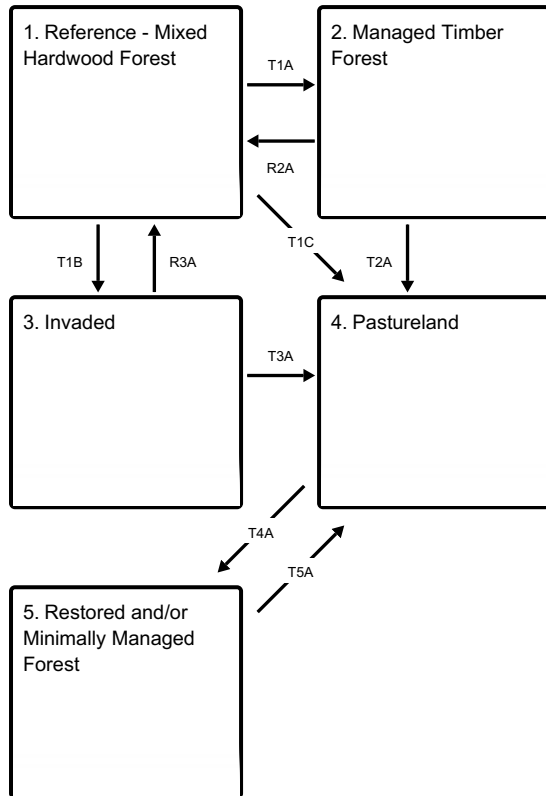 1. Reference - Mixed
Hardwood Forest
T1A
2. Managed Timber
Forest
R2A
T1B
R3A
T1C
T2A
3. Invaded
T3A
4. Pastureland
T4A
T5A
5. Restored and/or
Minimally Managed
Forest